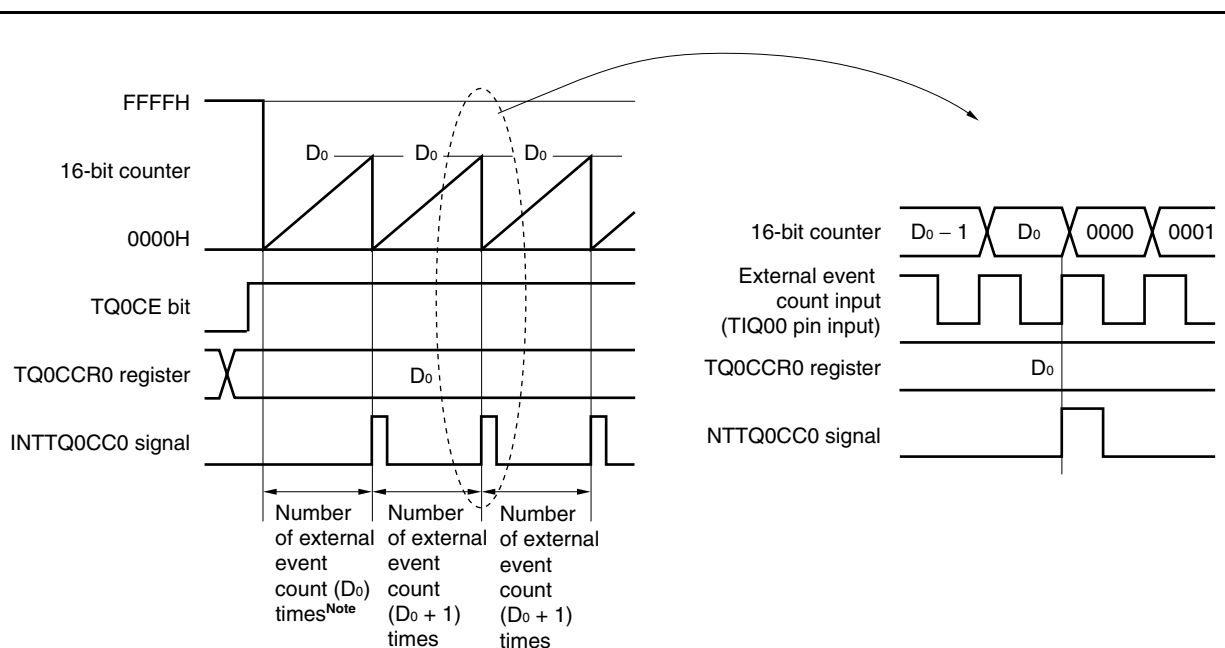 FFFFH
16-bit counter
0000H
D₀
D₀
D₀
TQ0CE bit
TQ0CCR0 register
D₀
INTTQ0CC0 signal
Number
of external
event
count (D₀)
timesNote
Number
of external
event
count
(D₀ + 1)
times
Number
of external
event
count
(D₀ + 1)
times
16-bit counter
D₀ − 1
D₀
0000
0001
External event
count input
(TIQ00 pin input)
TQ0CCR0 register
D₀
NTTQ0CC0 signal